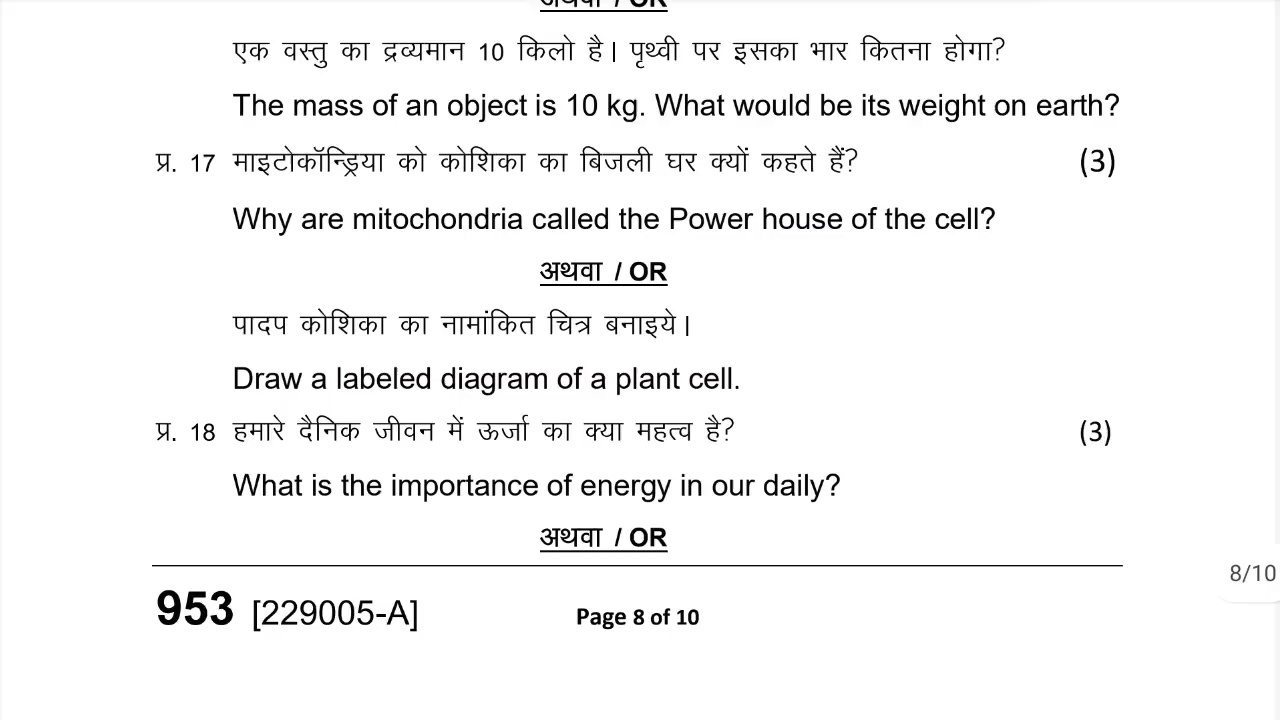 अथवा / OR
एक वस्तु का द्रव्यमान 10 किलो है। पृथ्वी पर इसका भार कितना होगा?
The mass of an object is 10 kg. What would be its weight on earth?
प्र. 17 माइटोकॉन्ड्रिया को कोशिका का बिजली घर क्यों कहते हैं? (3)
Why are mitochondria called the Power house of the cell?
अथवा / OR
पादप कोशिका का नामांकित चित्र बनाइये।
Draw a labeled diagram of a plant cell.
प्र. 18 हमारे दैनिक जीवन में ऊर्जा का क्या महत्व है? (3)
What is the importance of energy in our daily?
अथवा / OR
8/10
953 [229005-A] Page 8 of 10